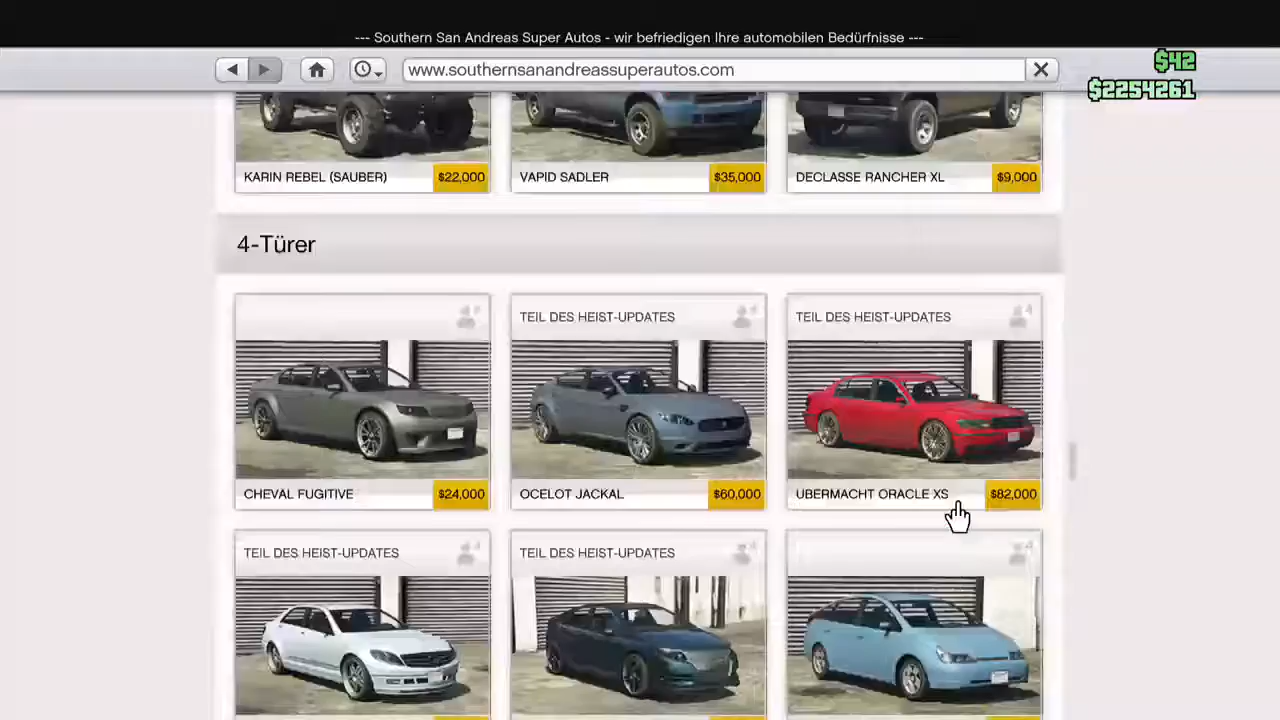 --- Southern San Andreas Super Autos - wir befriedigen Ihre automobilen Bedürfnisse ---
www.southernsanandreassuperautos.com
$42
$2254261
KARIN REBEL (SAUBER) $22,000
VAPID SADLER $35,000
DECLASSE RANCHER XL $9,000
4-Türer
TEIL DES HEIST-UPDATES
TEIL DES HEIST-UPDATES
CHEVAL FUGITIVE $24,000
OCELOT JACKAL $60,000
UBERMACHT ORACLE XS $82,000
TEIL DES HEIST-UPDATES
TEIL DES HEIST-UPDATES